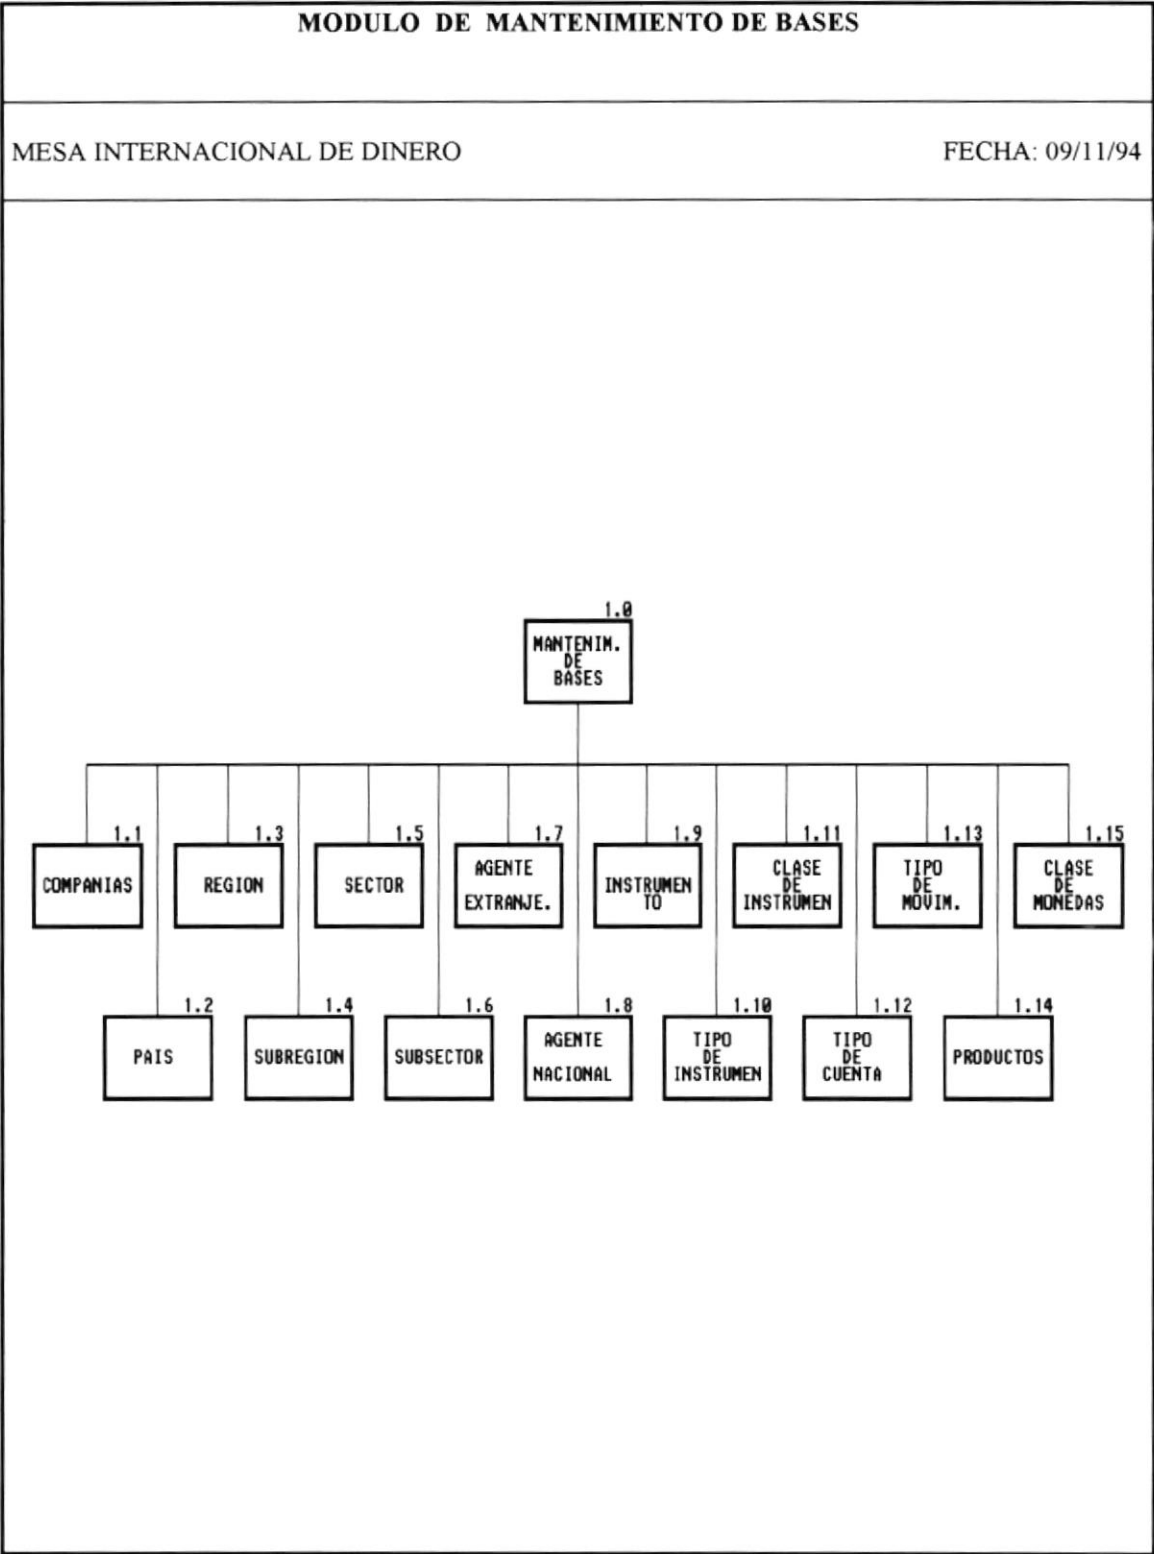 MODULO DE MANTENIMIENTO DE BASES
MESA INTERNACIONAL DE DINERO FECHA: 09/11/94
1.0
MANTENIM.
DE
BASES
1.1
COMPANIAS
1.3
REGION
1.5
SECTOR
1.7
AGENTE
EXTRANJE.
1.9
INSTRUMEN
TO
1.11
CLASE
DE
INSTRUMEN
1.13
TIPO
DE
MOVIM.
1.15
CLASE
DE
MONEDAS
1.2
PAIS
1.4
SUBREGION
1.6
SUBSECTOR
1.8
AGENTE
NACIONAL
1.10
TIPO
DE
INSTRUMEN
1.12
TIPO
DE
CUENTA
1.14
PRODUCTOS